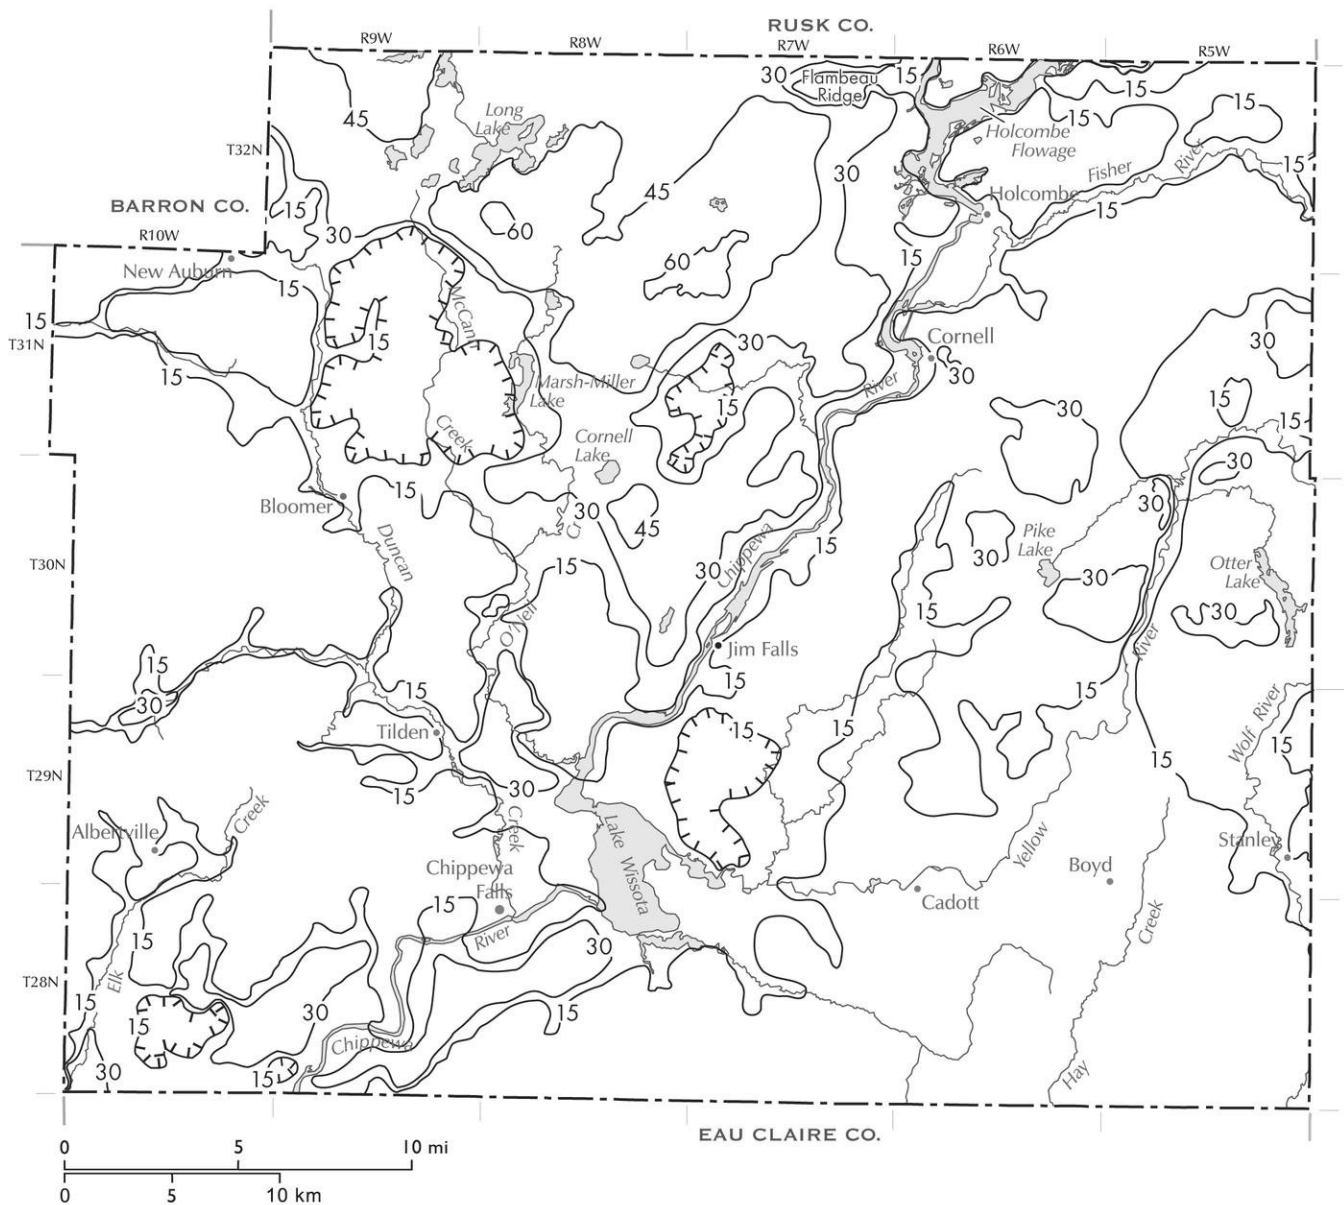 RUSK CO.
R9W
R8W
R7W
R6W
R5W
30
Flambeau
Ridge
15
45
Long
Lake
15
15
15
Holcombe
Flowage
T32N
Fisher
River
15
30
45
Holcombe
15
15
BARRON CO.
60
R10W
30
15
New Auburn
60
15
McCann
15
T31N
15
15
30
Cornell
30
15
Marsh-Miller
Lake
River
30
15
15
30
15
Creek
Cornell
Lake
30
15
Bloomer
30
45
Cr
30
Duncan
Chippewa
15
30
Pike
Lake
T30N
15
30
30
Otter
Lake
O'Neil
15
30
15
Jim Falls
River
30
15
15
15
Tilden
15
15
Wolf River
15
15
T29N
15
30
Albertville
Creek
Creek
Lake Wissota
Yellow
Stanley
Chippewa
Falls
Boyd
Cadott
15
River
30
Creek
15
Elk
T28N
15
30
15
15
Chippewa
30
15
Hay
EAU CLAIRE CO.
0
5
10 mi
0
5
10 km